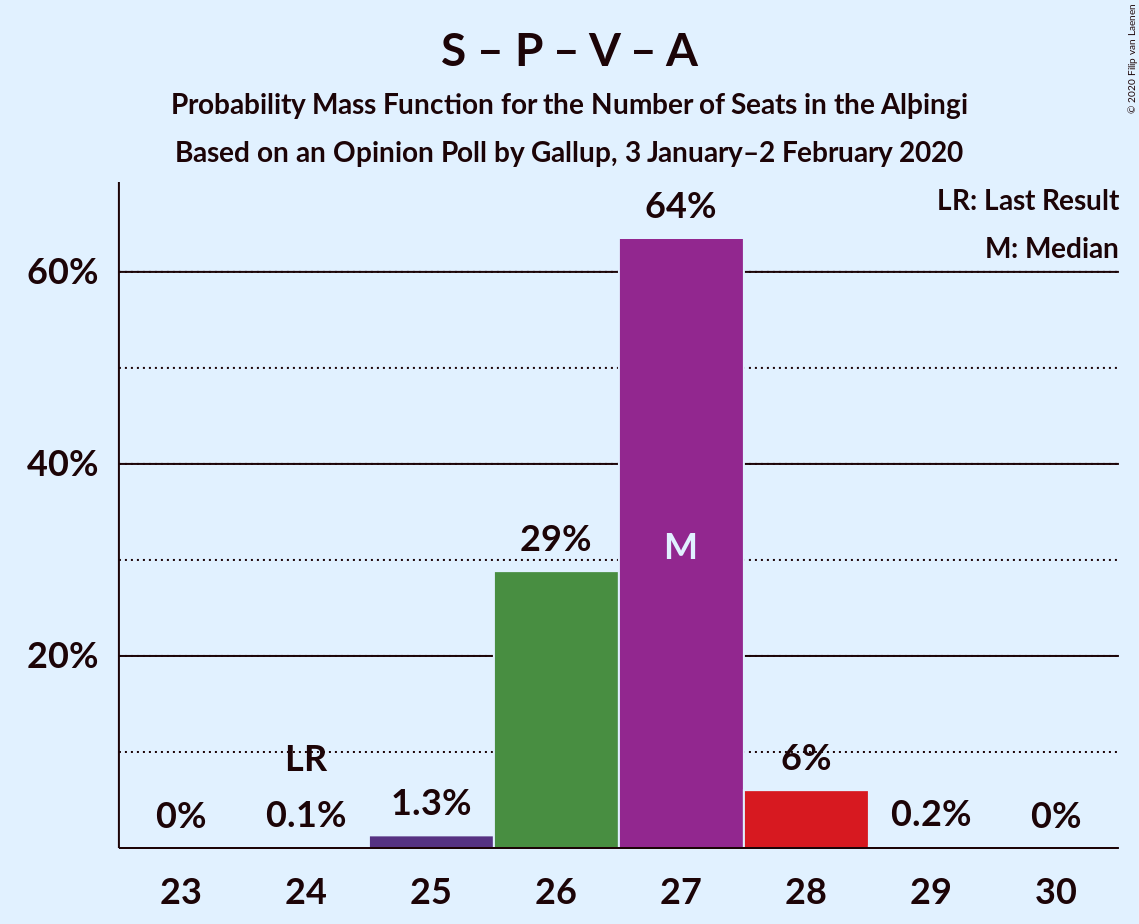 S – P – V – A
Probability Mass Function for the Number of Seats in the Alþingi
Based on an Opinion Poll by Gallup, 3 January–2 February 2020
© 2020 Filip van Laenen
LR: Last Result
M: Median
64%
60%
40%
29%
M
20%
LR
6%
0%
0.1%
1.3%
0.2%
0%
23 24 25 26 27 28 29 30